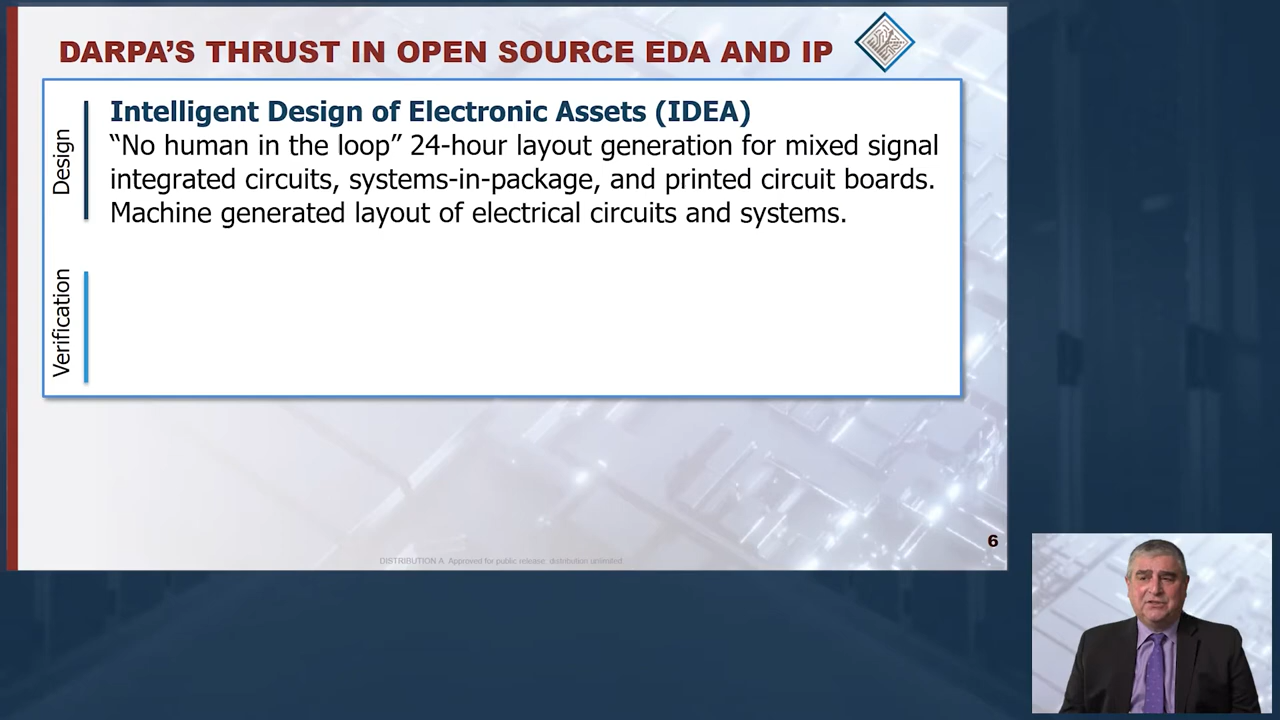 DARPA'S THRUST IN OPEN SOURCE EDA AND IP
Design
Intelligent Design of Electronic Assets (IDEA)
“No human in the loop” 24-hour layout generation for mixed signal
integrated circuits, systems-in-package, and printed circuit boards.
Machine generated layout of electrical circuits and systems.
Verification
6
DISTRIBUTION A. Approved for public release: distribution unlimited